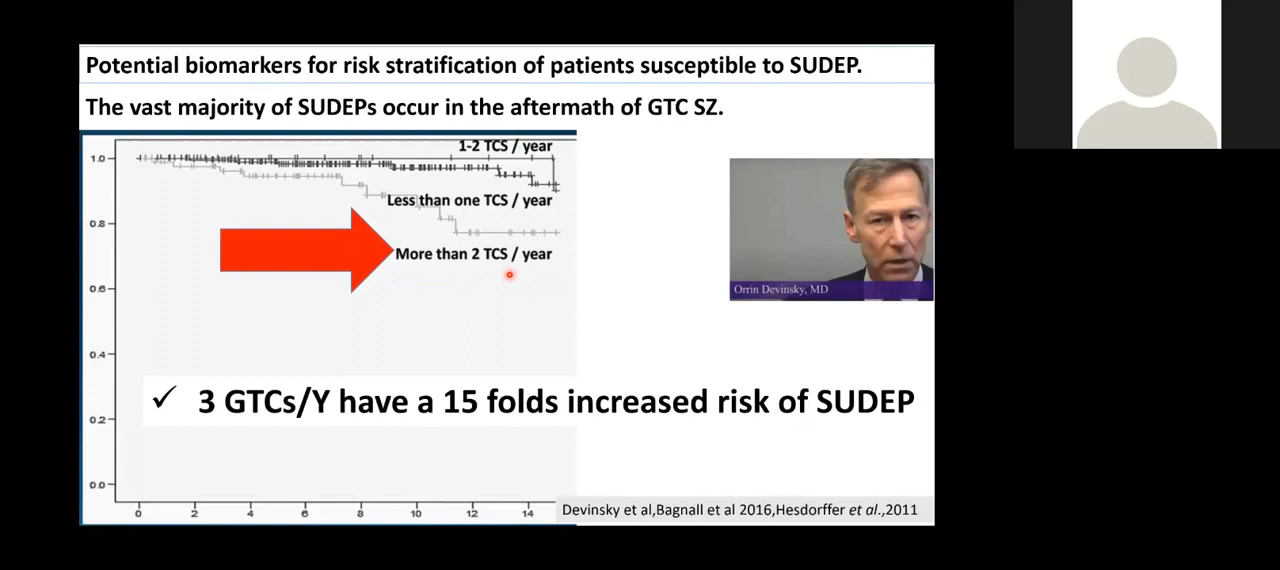 Potential biomarkers for risk stratification of patients susceptible to SUDEP.
The vast majority of SUDEPs occur in the aftermath of GTC SZ.
1-2 TCS / year
1.0
Less than one TCS / year
0.8
More than 2 TCS / year
0.6
Orrin Devinsky, MD
0.4
✓ 3 GTCs/Y have a 15 folds increased risk of SUDEP
0.2
0.0
0 2 4 6 8 10 12 14
Devinsky et al,Bagnall et al 2016,Hesdorffer et al.,2011